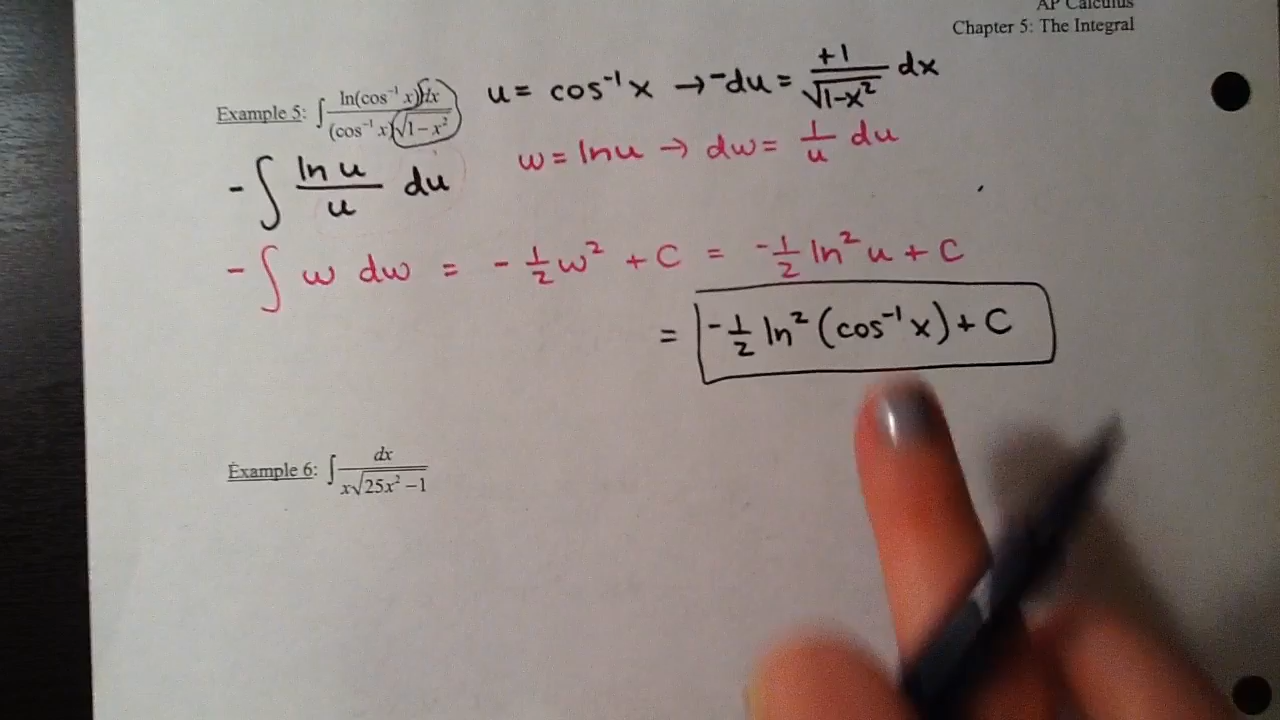 AP Calculus
Chapter 5: The Integral
Example 5: ∫ ln(cos⁻¹ x)dx / (cos⁻¹ x)√(1 − x²) u = cos⁻¹ x → -du = +1/√(1-x²) dx
- ∫ ln u / u du w = ln u → dw = 1/u du
- ∫ w dw = - 1/2 w² + C = - 1/2 ln² u + C
= - 1/2 ln² (cos⁻¹ x) + C
Example 6: ∫ dx / x√(25x² − 1)